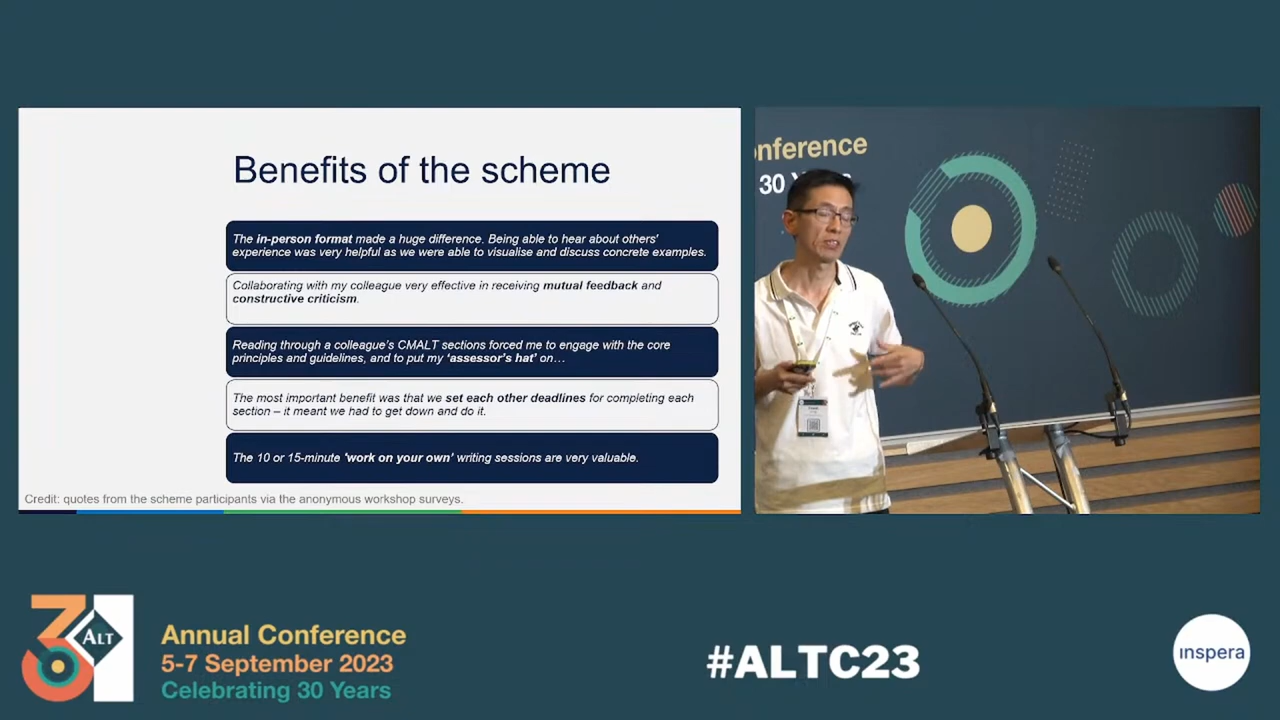 Benefits of the scheme
The in-person format made a huge difference. Being able to hear about others'
experience was very helpful as we were able to visualise and discuss concrete examples.
Collaborating with my colleague very effective in receiving mutual feedback and
constructive criticism.
Reading through a colleague's CMALT sections forced me to engage with the core
principles and guidelines, and to put my 'assessor's hat' on…
The most important benefit was that we set each other deadlines for completing each
section – it meant we had to get down and do it.
The 10 or 15-minute 'work on your own' writing sessions are very valuable.
Credit: quotes from the scheme participants via the anonymous workshop surveys.
onference
30 Years
30
ALT
Annual Conference
5-7 September 2023
Celebrating 30 Years
#ALTC23
inspera